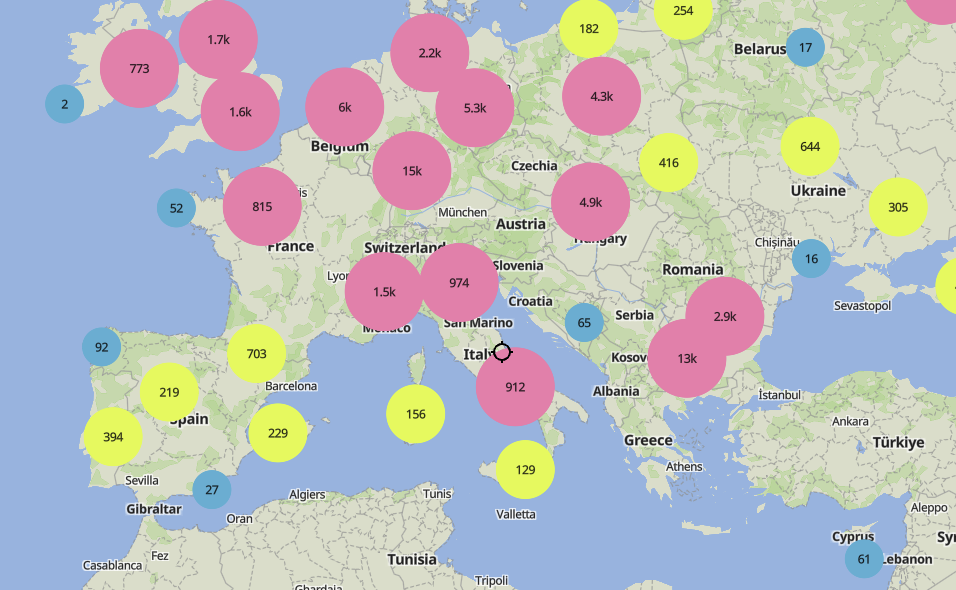 254
1.7k
182
17
Belarus
2.2k
773
4.3k
2
6k
5.3k
1.6k
Belgium
644
416
Czechia
15k
Ukraine
is
4.9k
52
815
305
München
Austria
France
Switzerland
Hungary
Chișinău
16
Slovenia
Romania
Lyon
974
1.5k
Croatia
Sevastopol
2.9k
Serbia
65
San Marino
Monaco
92
703
Italy
Kosov
13k
Barcelona
912
219
Albania
İstanbul
156
Spain
Ankara
394
229
Greece
Türkiye
Athens
129
Sevilla
27
Algiers
Tunis
Gibraltar
Aleppo
Valletta
Oran
Cyprus
Sy
Fez
Tunisia
61
Lebanon
Casablanca
Tripoli
Ghardaia